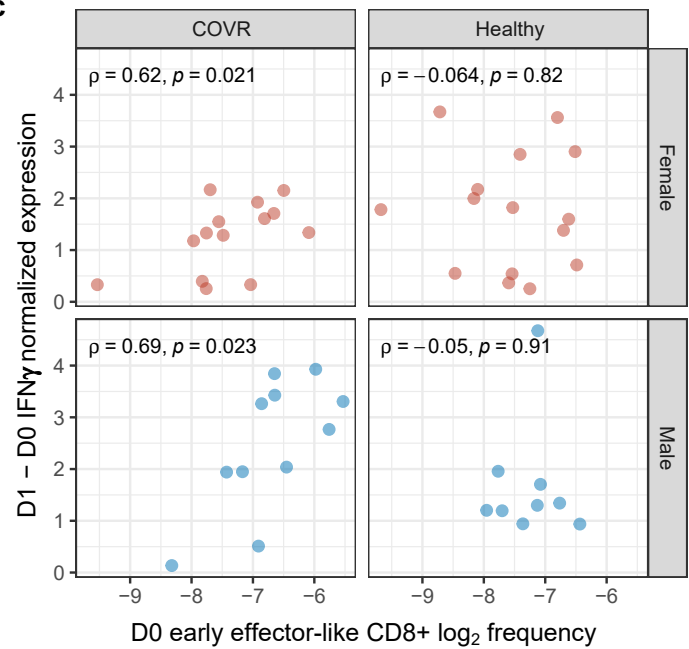 c
COVR Healthy
ρ = 0.62, p = 0.021 ρ = −0.064, p = 0.82
4
3
2
1
0
Female
ρ = 0.69, p = 0.023 ρ = −0.05, p = 0.91
4
3
2
1
0
Male
D1 − D0 IFNγ normalized expression
−9 −8 −7 −6 −9 −8 −7 −6
D0 early effector-like CD8+ log₂ frequency